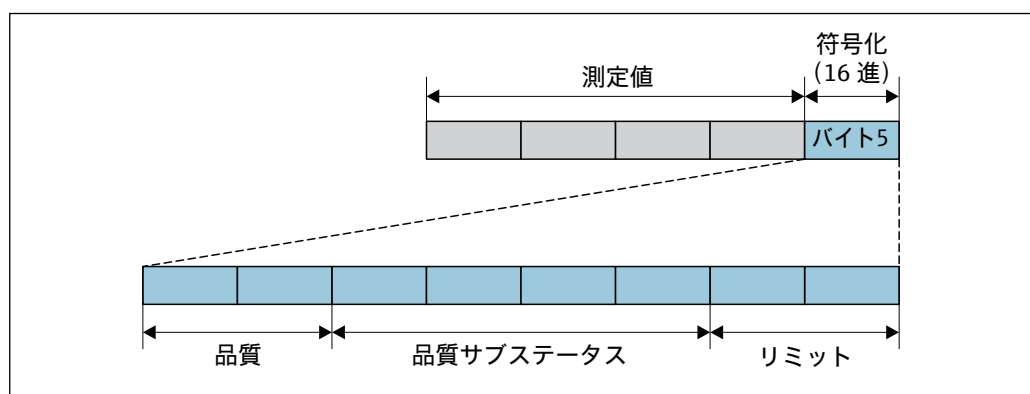 符号化
(16 進)
測定値
バイト5
品質
品質サブステータス
リミット